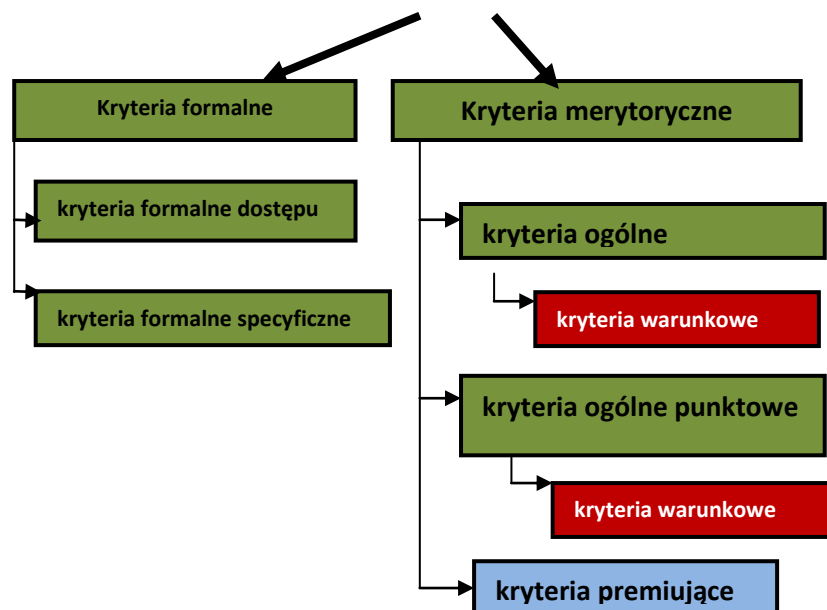 Kryteria formalne
kryteria formalne dostępu
kryteria formalne specyficzne
Kryteria merytoryczne
kryteria ogólne
kryteria warunkowe
kryteria ogólne punktowe
kryteria warunkowe
kryteria premiujące